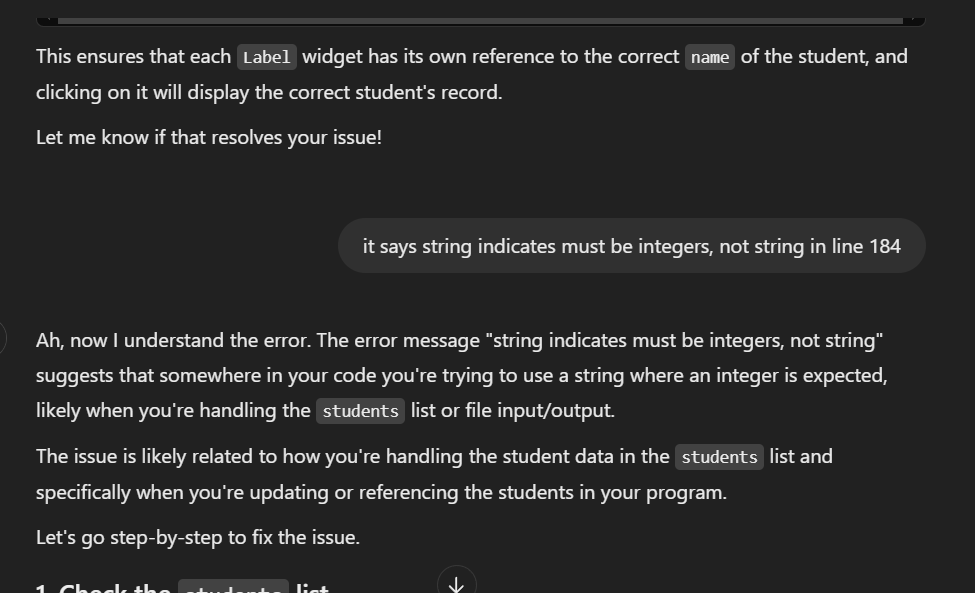 This ensures that each Label widget has its own reference to the correct name of the student, and
clicking on it will display the correct student's record.
Let me know if that resolves your issue!
it says string indicates must be integers, not string in line 184
Ah, now I understand the error. The error message "string indicates must be integers, not string"
suggests that somewhere in your code you're trying to use a string where an integer is expected,
likely when you're handling the students list or file input/output.
The issue is likely related to how you're handling the student data in the students list and
specifically when you're updating or referencing the students in your program.
Let's go step-by-step to fix the issue.
1. Check the students list